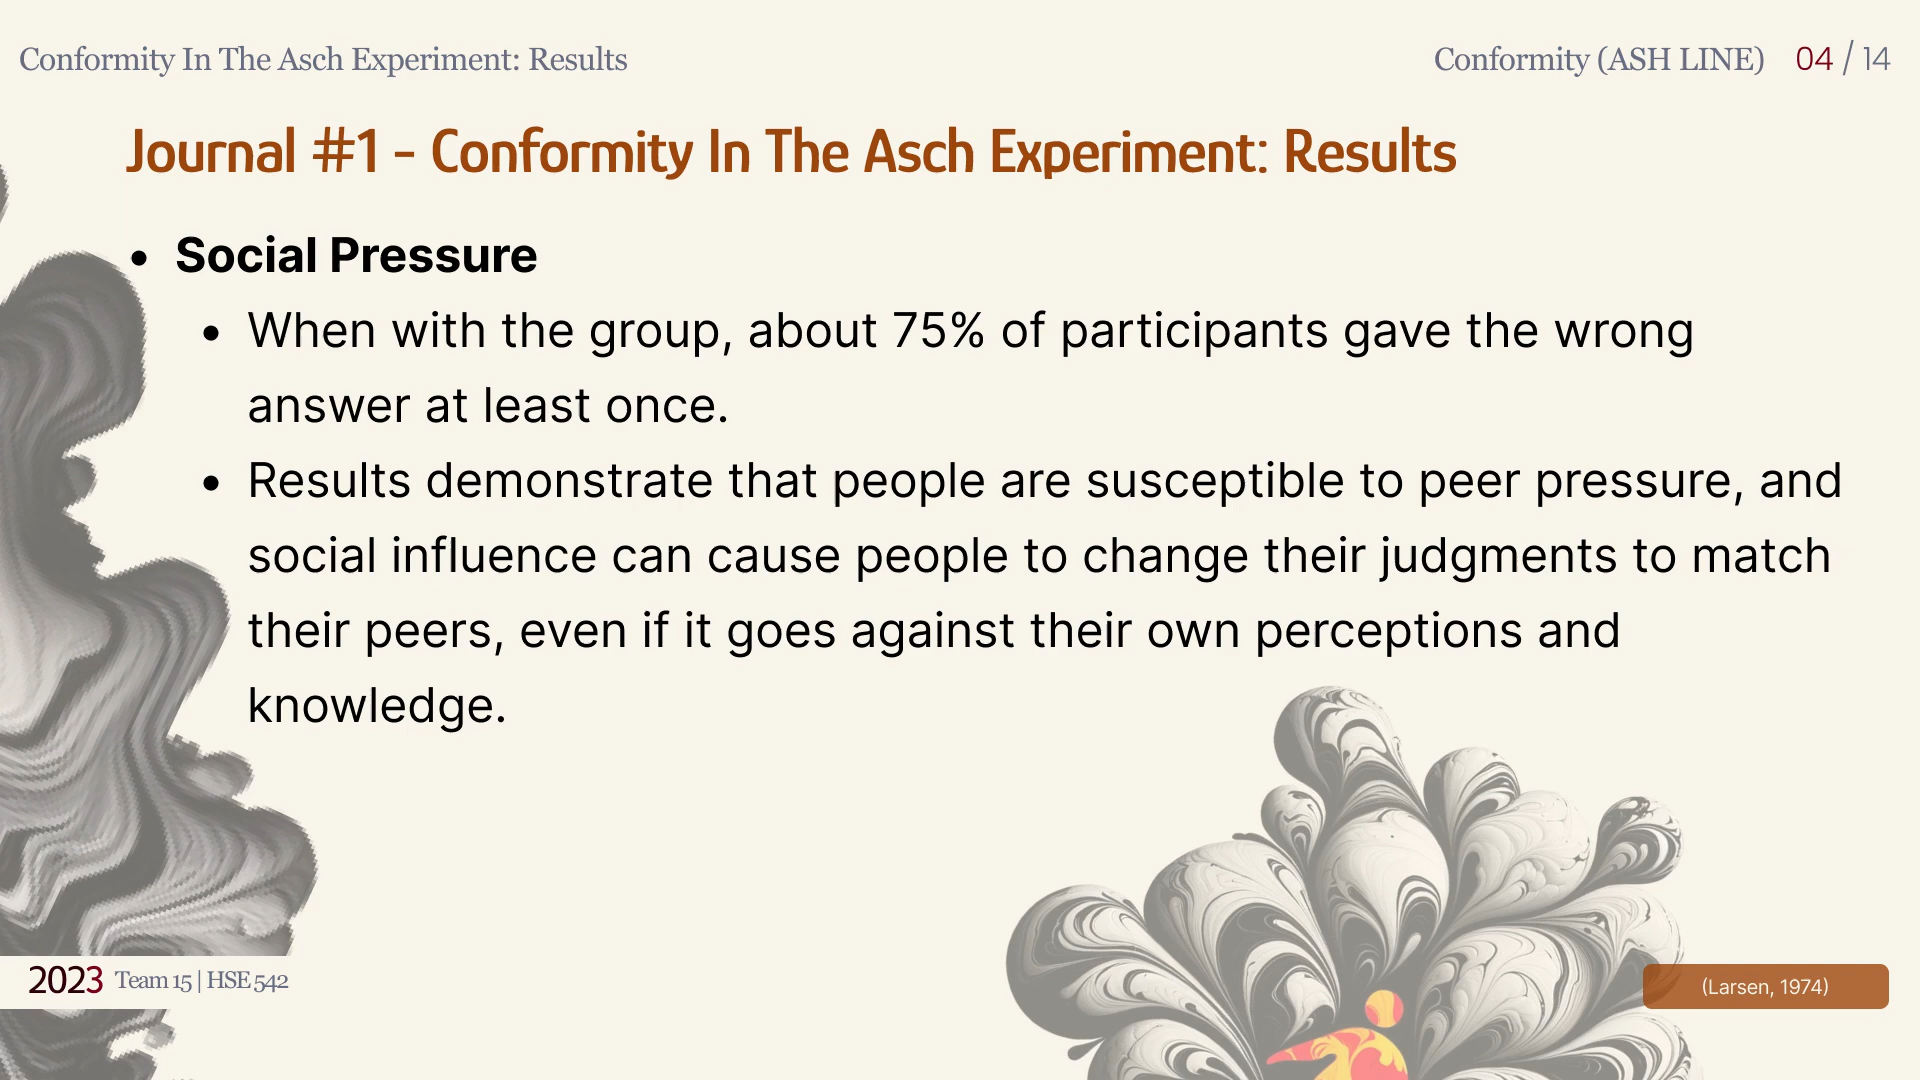 Conformity In The Asch Experiment: Results
Conformity (ASH LINE) 04 / 14
Journal #1 - Conformity In The Asch Experiment: Results
• Social Pressure
• When with the group, about 75% of participants gave the wrong
answer at least once.
• Results demonstrate that people are susceptible to peer pressure, and
social influence can cause people to change their judgments to match
their peers, even if it goes against their own perceptions and
knowledge.
2023 Team 15 | HSE 542
(Larsen, 1974)